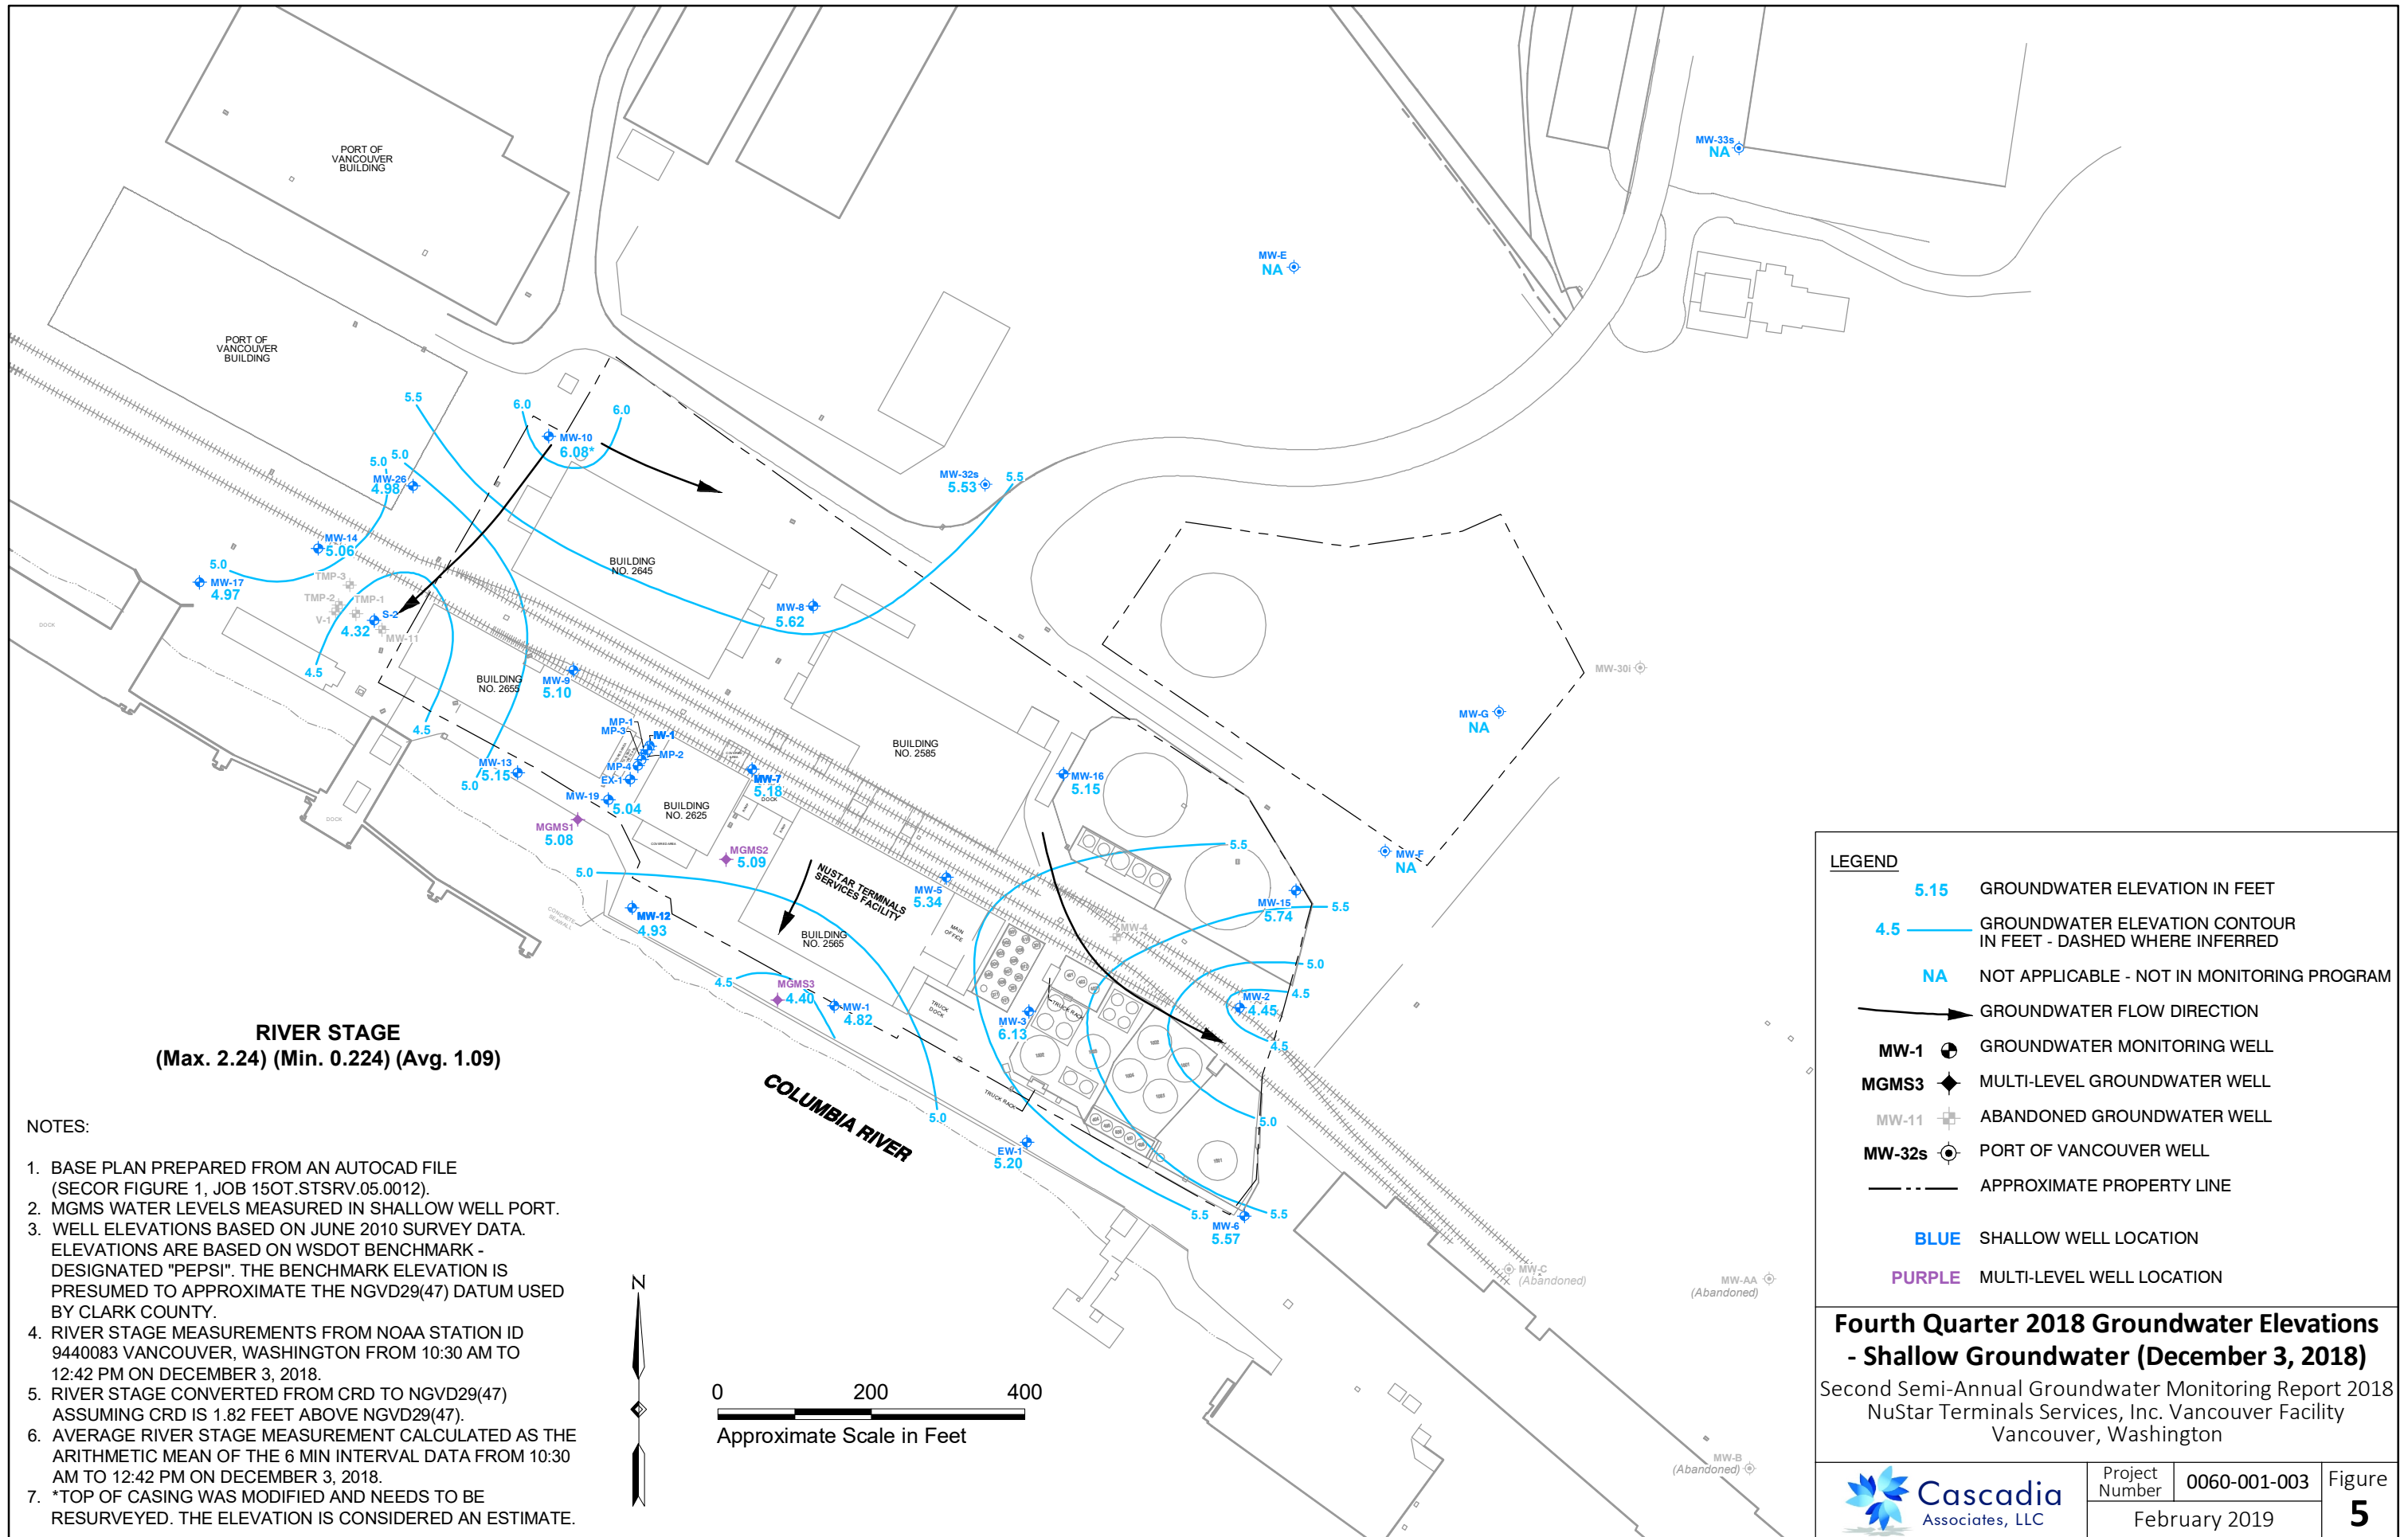 PORT OF
VANCOUVER
BUILDING
PORT OF
VANCOUVER
BUILDING
MW-33s
NA
MW-E
NA
5.5
6.0
6.0
MW-10
6.08*
5.0
5.0
MW-26
4.98
MW-32s
5.53
5.5
MW-14
5.06
5.0
MW-17
4.97
TMP-3
TMP-2
TMP-1
V-1
S-2
4.32
MW-11
4.5
BUILDING
NO. 2645
MW-8
5.62
DOCK
BUILDING
NO. 2655
MW-9
5.10
4.5
MW-30i
MW-G
NA
MP-1
MP-3
IW-1
MP-2
MP-4
EX-1
BUILDING
NO. 2585
MW-13
5.15
5.0
MW-7
5.18
DOCK
MW-16
5.15
MW-19
5.04
BUILDING
NO. 2625
DOCK
MGMS1
5.08
MGMS2
5.09
5.5
MW-F
NA
5.0
NUSTAR TERMINALS
SERVICES FACILITY
MW-5
5.34
MW-15
5.74
5.5
MW-12
4.93
CONCRETE
SEAWALL
BUILDING
NO. 2565
MAIN
OFFICE
MW-4
5.0
4.5
MGMS3
4.40
MW-1
4.82
TRUCK
DOCK
MW-3
6.13
TRUCK RACK
MW-2
4.45
4.5
4.5
TRUCK RACK
5.0
5.0
COLUMBIA RIVER
EW-1
5.20
5.5
5.5
MW-6
5.57
MW-C
(Abandoned)
MW-AA
(Abandoned)
MW-B
(Abandoned)
RIVER STAGE
(Max. 2.24) (Min. 0.224) (Avg. 1.09)
NOTES:
1. BASE PLAN PREPARED FROM AN AUTOCAD FILE
(SECOR FIGURE 1, JOB 15OT.STSRV.05.0012).
2. MGMS WATER LEVELS MEASURED IN SHALLOW WELL PORT.
3. WELL ELEVATIONS BASED ON JUNE 2010 SURVEY DATA.
ELEVATIONS ARE BASED ON WSDOT BENCHMARK -
DESIGNATED "PEPSI". THE BENCHMARK ELEVATION IS
PRESUMED TO APPROXIMATE THE NGVD29(47) DATUM USED
BY CLARK COUNTY.
4. RIVER STAGE MEASUREMENTS FROM NOAA STATION ID
9440083 VANCOUVER, WASHINGTON FROM 10:30 AM TO
12:42 PM ON DECEMBER 3, 2018.
5. RIVER STAGE CONVERTED FROM CRD TO NGVD29(47)
ASSUMING CRD IS 1.82 FEET ABOVE NGVD29(47).
6. AVERAGE RIVER STAGE MEASUREMENT CALCULATED AS THE
ARITHMETIC MEAN OF THE 6 MIN INTERVAL DATA FROM 10:30
AM TO 12:42 PM ON DECEMBER 3, 2018.
7. *TOP OF CASING WAS MODIFIED AND NEEDS TO BE
RESURVEYED. THE ELEVATION IS CONSIDERED AN ESTIMATE.
N
0 200 400
Approximate Scale in Feet
LEGEND
5.15 GROUNDWATER ELEVATION IN FEET
4.5 GROUNDWATER ELEVATION CONTOUR
IN FEET - DASHED WHERE INFERRED
NA NOT APPLICABLE - NOT IN MONITORING PROGRAM
GROUNDWATER FLOW DIRECTION
MW-1 GROUNDWATER MONITORING WELL
MGMS3 MULTI-LEVEL GROUNDWATER WELL
MW-11 ABANDONED GROUNDWATER WELL
MW-32s PORT OF VANCOUVER WELL
APPROXIMATE PROPERTY LINE
BLUE SHALLOW WELL LOCATION
PURPLE MULTI-LEVEL WELL LOCATION
Fourth Quarter 2018 Groundwater Elevations
- Shallow Groundwater (December 3, 2018)
Second Semi-Annual Groundwater Monitoring Report 2018
NuStar Terminals Services, Inc. Vancouver Facility
Vancouver, Washington
Cascadia
Associates, LLC
Project
Number
0060-001-003
February 2019
Figure
5